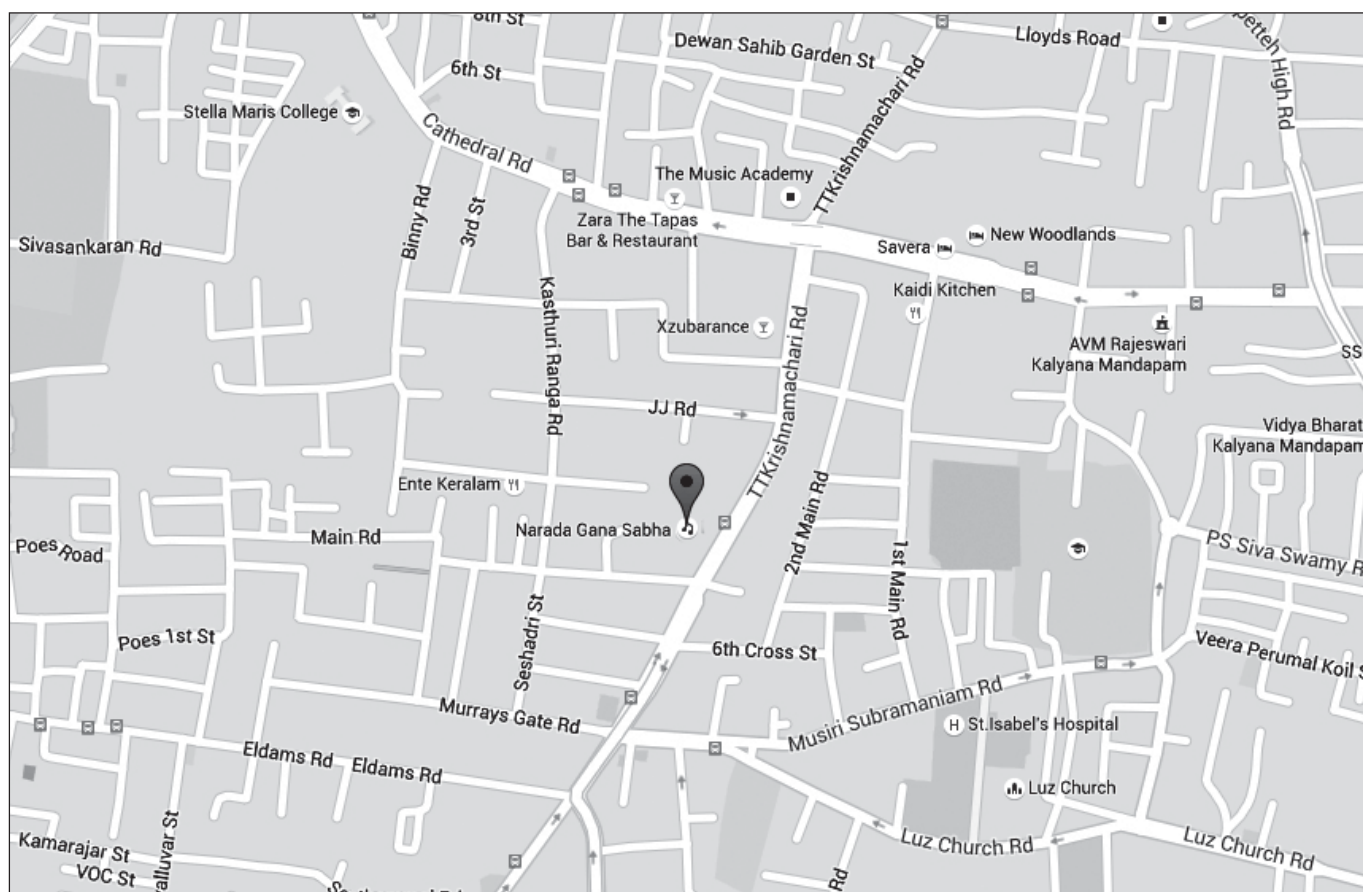 8th St
Lloyds Road
Dewan Sahib Garden St
6th St
Stella Maris College
Cathedral Rd
TTKrishnamachari Rd
petteh High Rd
The Music Academy
Zara The Tapas
Bar & Restaurant
Binny Rd
3rd St
Sivasankaran Rd
Savera
New Woodlands
Kaidi Kitchen
Kasthuri Ranga Rd
Xzubarance
TTKrishnamachari Rd
AVM Rajeswari
Kalyana Mandapam
SS
JJ Rd
Vidya Bharat
Kalyana Mandapam
Ente Keralam
Narada Gana Sabha
2nd Main Rd
1st Main Rd
Main Rd
Poes Road
PS Siva Swamy R
Poes 1st St
Seshadri St
6th Cross St
Veera Perumal Koil S
Murrays Gate Rd
Musiri Subramaniam Rd
H
St.Isabel's Hospital
Eldams Rd
Eldams Rd
Luz Church
Luz Church Rd
Luz Church Rd
Kamarajar St
VOC St
valluvar St
Rd